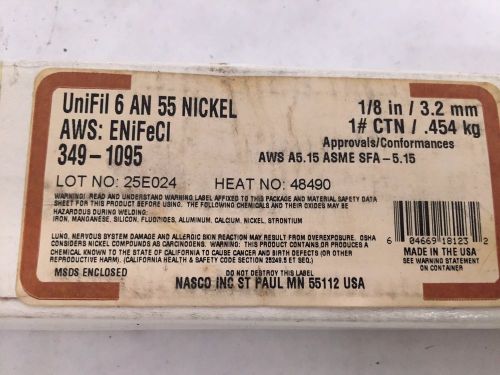 UniFil 6 AN 55 NICKEL
AWS: ENiFeCl
349-1095
1/8 in / 3.2 mm
1# CTN / .454 kg
Approvals/Conformances
AWS A5.15 ASME SFA-5.15
LOT NO: 25E024 HEAT NO: 48490
WARNING: READ AND UNDERSTAND WARNING LABEL AFFIXED TO THIS PACKAGE AND MATERIAL SAFETY DATA
SHEET FOR THIS PRODUCT BEFORE USING. THE FOLLOWING CHEMICALS AND THEIR OXIDES MAY BE
HAZARDOUS DURING WELDING:
IRON, MANGANESE, SILICON, FLUORIDES, ALUMINUM, CALCIUM, NICKEL, STRONTIUM
LUNG, NERVOUS SYSTEM DAMAGE AND ALLERGIC SKIN REACTION MAY RESULT FROM OVEREXPOSURE. OSHA
CONSIDERS NICKEL COMPOUNDS AS CARCINOGENS. WARNING: THIS PRODUCT CONTAINS OR PRODUCES A
CHEMICAL KNOWN TO THE STATE OF CALIFORNIA TO CAUSE CANCER AND BIRTH DEFECTS (OR OTHER
REPRODUCTIVE HARM). (CALIFORNIA HEALTH & SAFETY CODE SECTION 25249.5 ET SEQ.)
6 04669 18123 2
MADE IN THE USA
SEE WARNING STATEMENT
ON CONTAINER
MSDS ENCLOSED
DO NOT DESTROY THIS LABEL
NASCO INC ST PAUL MN 55112 USA